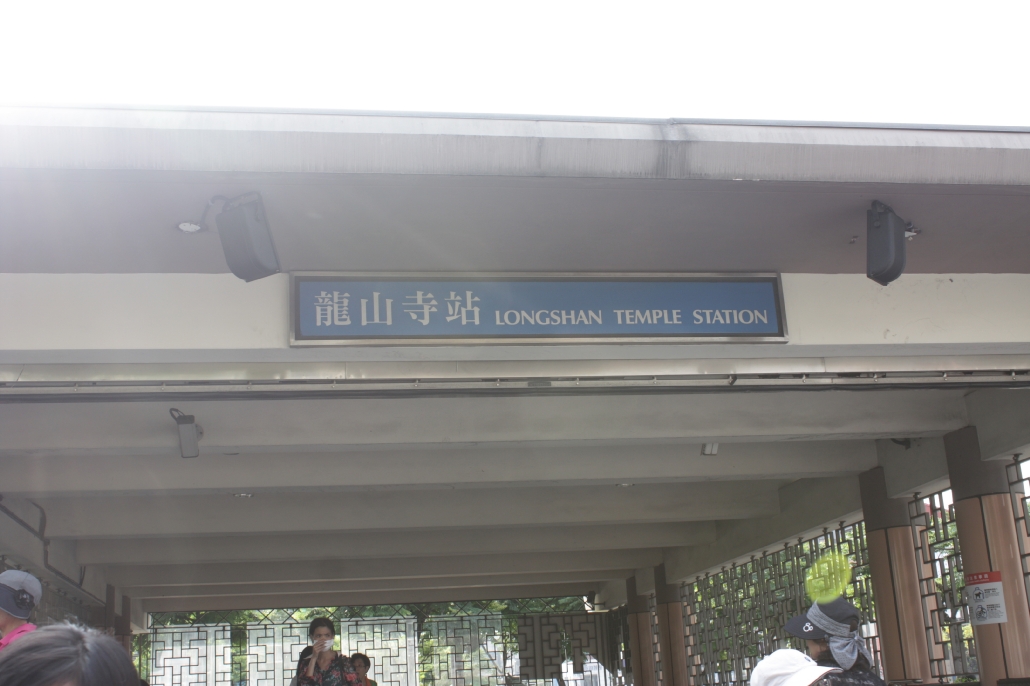 龍山寺站 LONGSHAN TEMPLE STATION